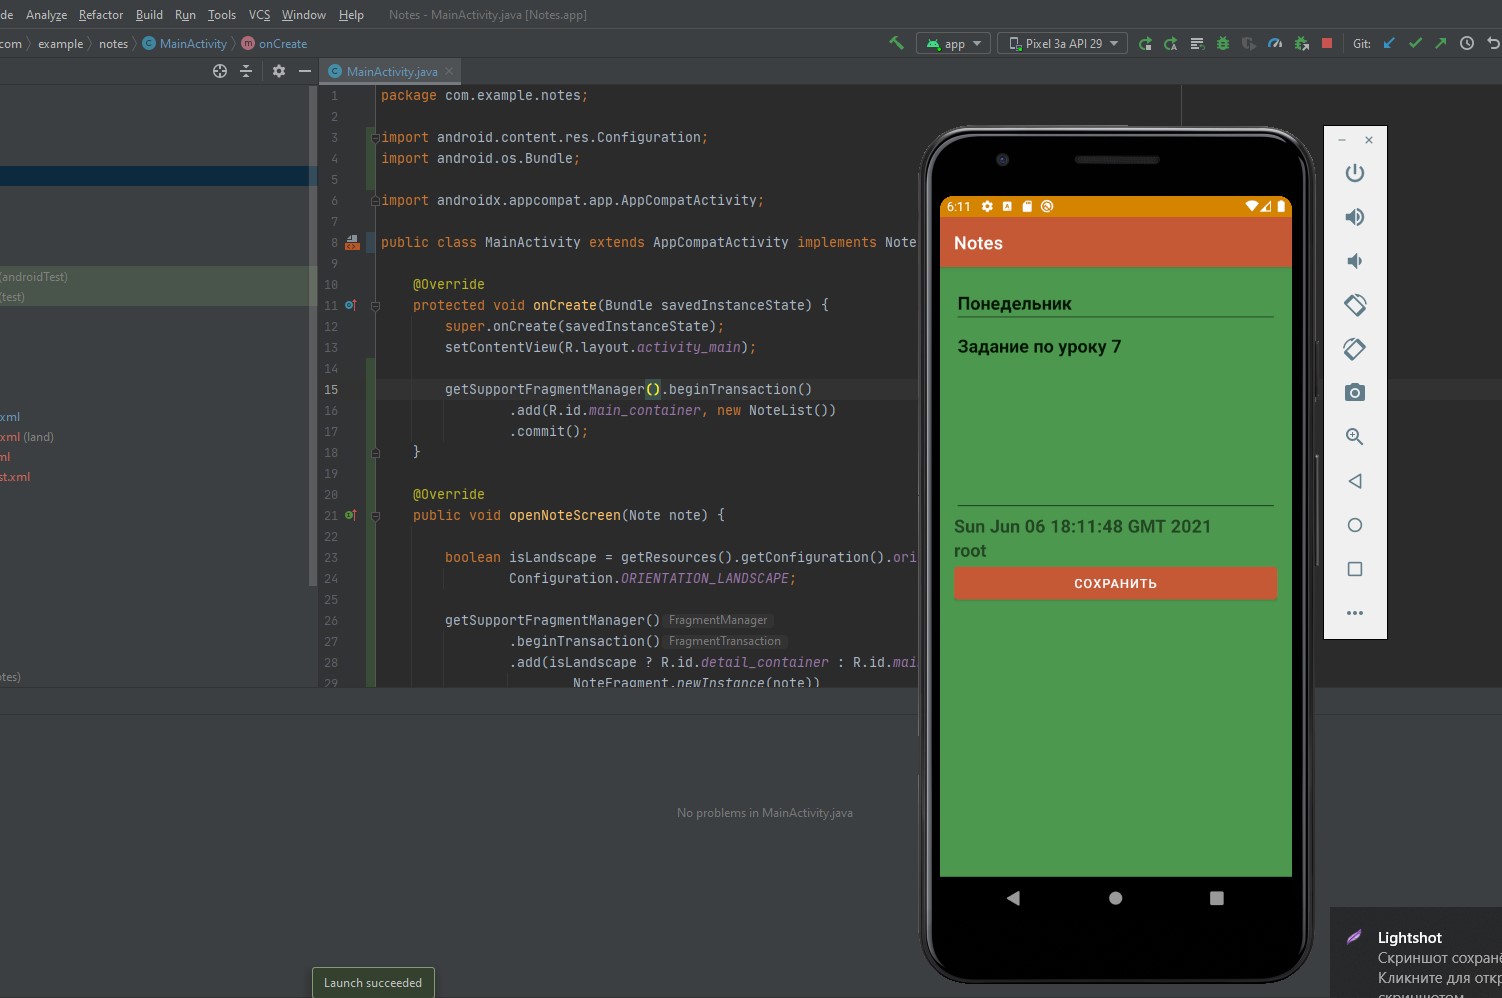 Analyze Refactor Build Run Tools VCS Window Help Notes - MainActivity.java [Notes.app]
com example notes MainActivity onCreate app Pixel 3a API 29 Git:
MainActivity.java
(androidTest)
(test)
xml
xml (land)
ml
st.xml
1 package com.example.notes;
2
3 import android.content.res.Configuration;
4 import android.os.Bundle;
5
6 import androidx.appcompat.app.AppCompatActivity;
7
8 public class MainActivity extends AppCompatActivity implements Note
9
10 @Override
11 protected void onCreate(Bundle savedInstanceState) {
12 super.onCreate(savedInstanceState);
13 setContentView(R.layout.activity_main);
14
15 getSupportFragmentManager().beginTransaction()
16 .add(R.id.main_container, new NoteList())
17 .commit();
18 }
19
20 @Override
21 public void openNoteScreen(Note note) {
22
23 boolean isLandscape = getResources().getConfiguration().ori
24 Configuration.ORIENTATION_LANDSCAPE;
25
26 getSupportFragmentManager() FragmentManager
27 .beginTransaction() FragmentTransaction
28 .add(isLandscape ? R.id.detail_container : R.id.mai
29 NoteFragment.newInstance(note))
No problems in MainActivity.java
Launch succeeded
6:11
Notes
Понедельник
Задание по уроку 7
Sun Jun 06 18:11:48 GMT 2021
root
СОХРАНИТЬ
Lightshot
Скриншот сохранё
Кликните для откр
скриншотом